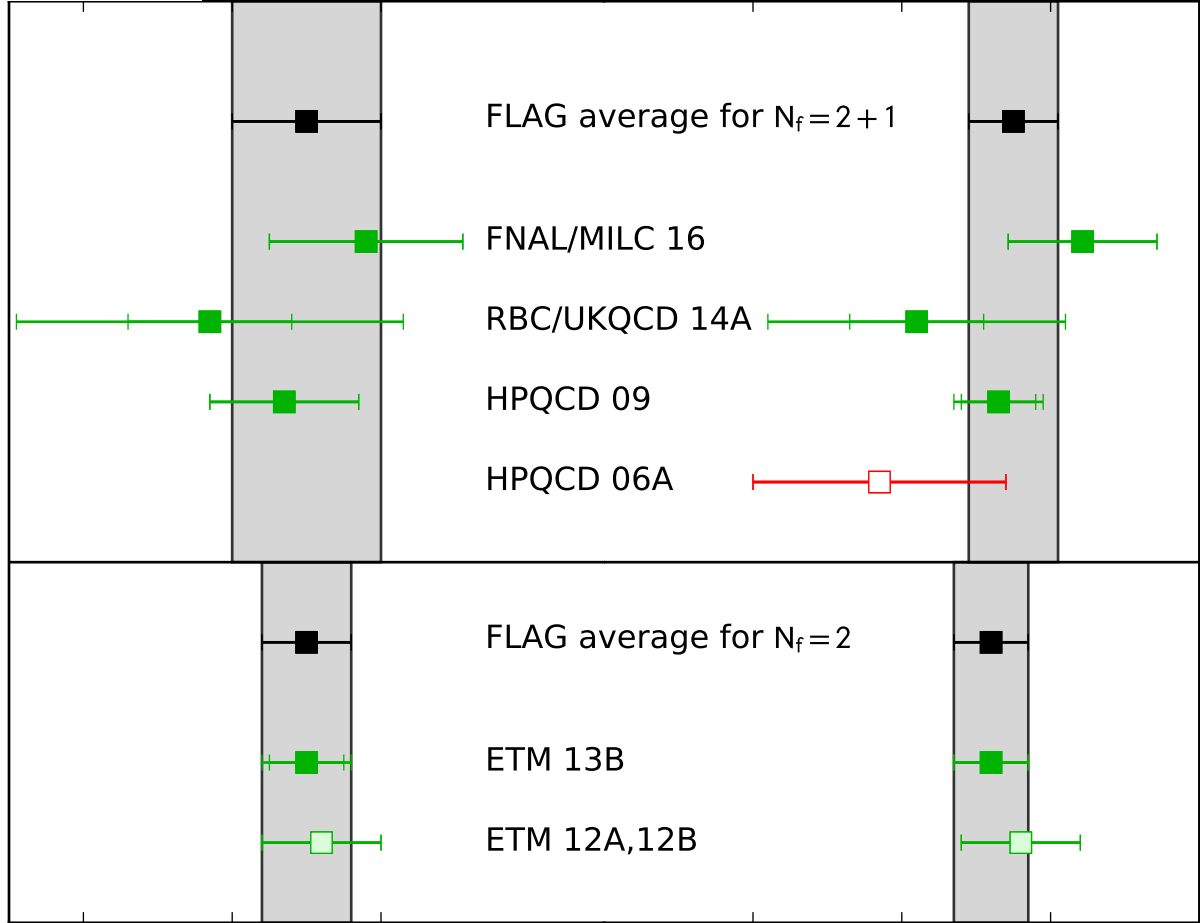 FLAG average for N_f=2+1
FNAL/MILC 16
RBC/UKQCD 14A
HPQCD 09
HPQCD 06A
FLAG average for N_f=2
ETM 13B
ETM 12A,12B